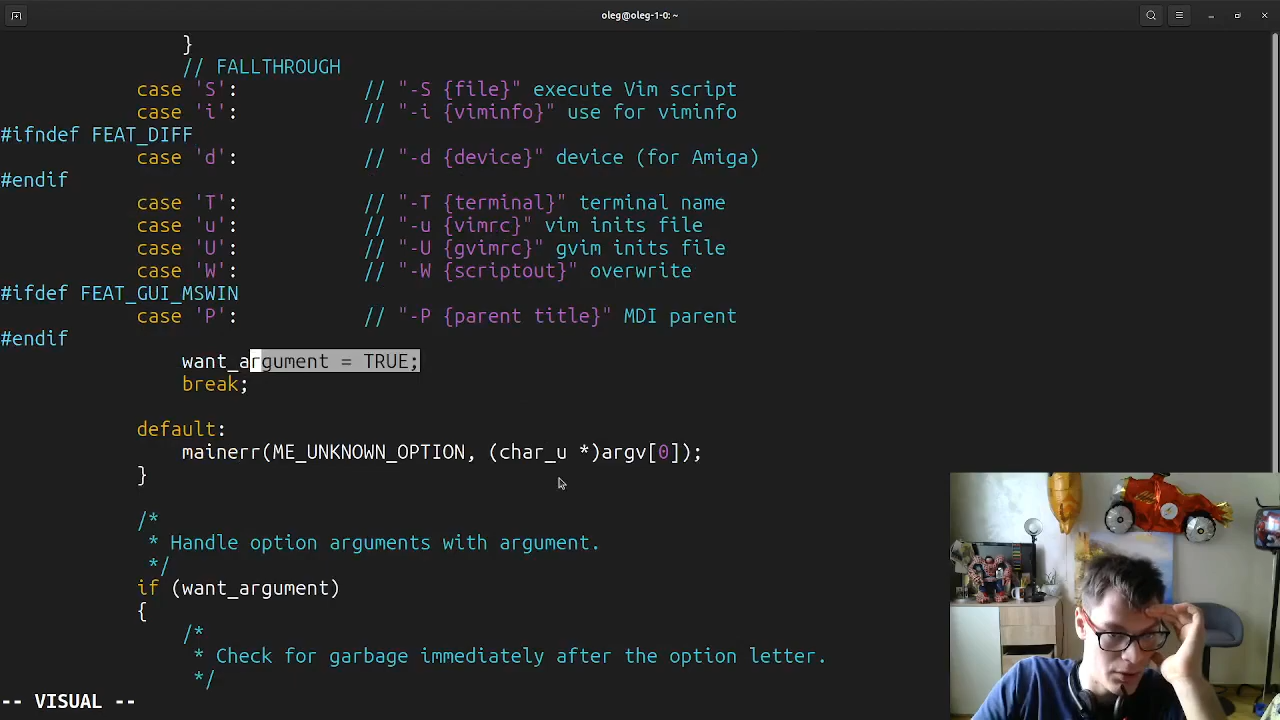 oleg@oleg-1-0: ~
}
// FALLTHROUGH
case 'S': // "-S {file}" execute Vim script
case 'i': // "-i {viminfo}" use for viminfo
#ifndef FEAT_DIFF
case 'd': // "-d {device}" device (for Amiga)
#endif
case 'T': // "-T {terminal}" terminal name
case 'u': // "-u {vimrc}" vim inits file
case 'U': // "-U {gvimrc}" gvim inits file
case 'W': // "-W {scriptout}" overwrite
#ifdef FEAT_GUI_MSWIN
case 'P': // "-P {parent title}" MDI parent
#endif
want_argument = TRUE;
break;
default:
mainerr(ME_UNKNOWN_OPTION, (char_u *)argv[0]);
}
/*
* Handle option arguments with argument.
*/
if (want_argument)
{
/*
* Check for garbage immediately after the option letter.
*/
-- VISUAL --